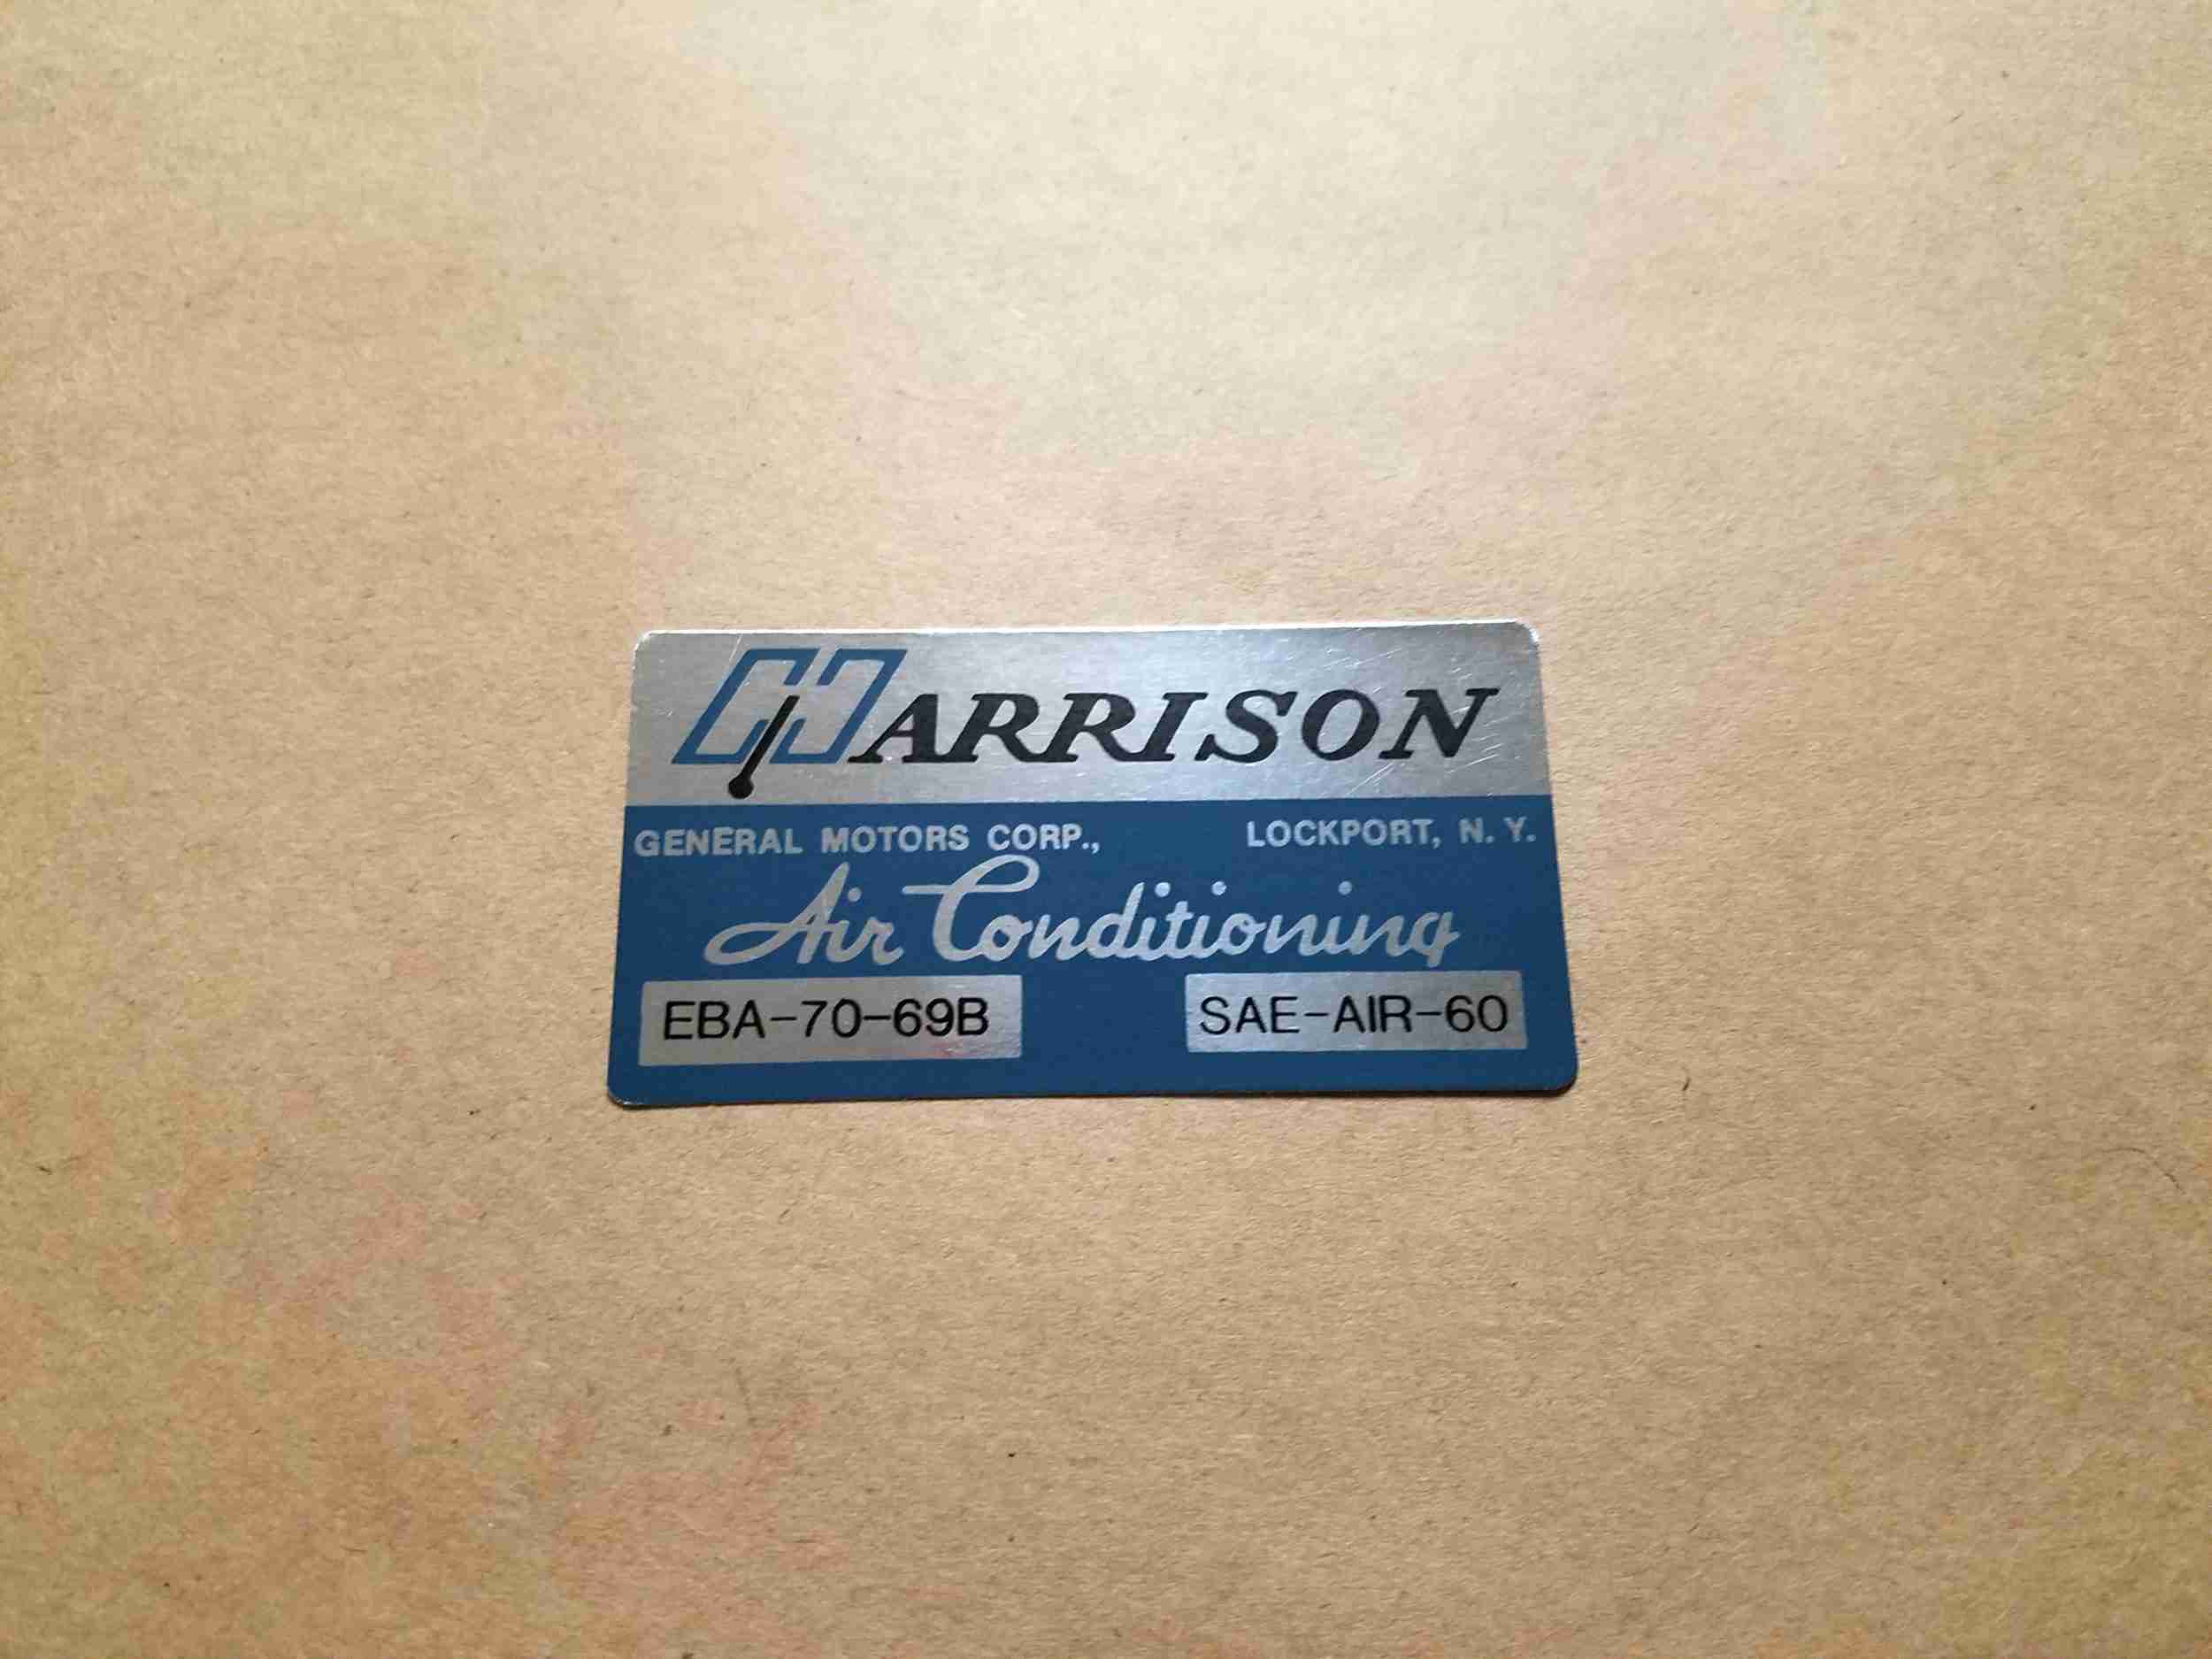 HARRISON
GENERAL MOTORS CORP., LOCKPORT, N. Y.
Air Conditioning
EBA-70-69B SAE-AIR-60